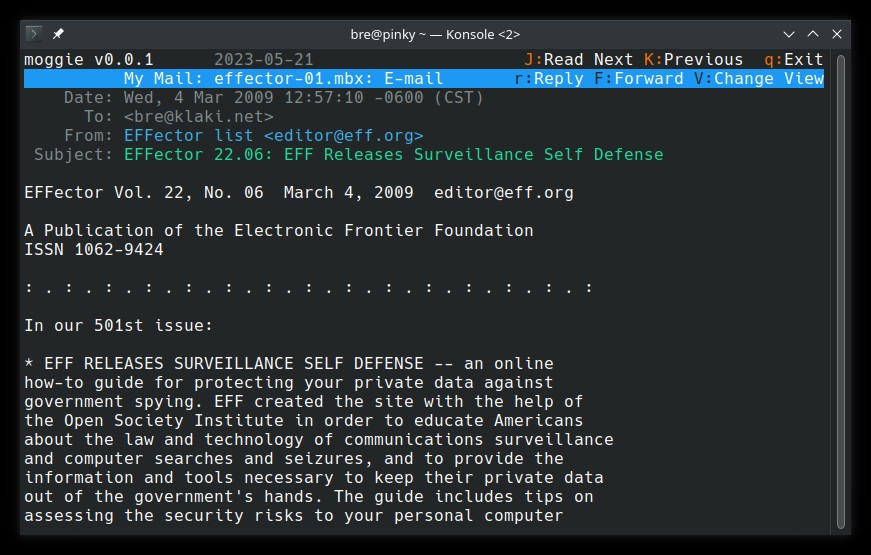 bre@pinky ~ — Konsole <2>
moggie v0.0.1 2023-05-21 J:Read Next K:Previous q:Exit
My Mail: effector-01.mbx: E-mail r:Reply F:Forward V:Change View
Date: Wed, 4 Mar 2009 12:57:10 -0600 (CST)
To: <bre@klaki.net>
From: EFFector list <editor@eff.org>
Subject: EFFector 22.06: EFF Releases Surveillance Self Defense
EFFector Vol. 22, No. 06 March 4, 2009 editor@eff.org
A Publication of the Electronic Frontier Foundation
ISSN 1062-9424
: . : . : . : . : . : . : . : . : . : . : . : . : . : . :
In our 501st issue:
* EFF RELEASES SURVEILLANCE SELF DEFENSE -- an online
how-to guide for protecting your private data against
government spying. EFF created the site with the help of
the Open Society Institute in order to educate Americans
about the law and technology of communications surveillance
and computer searches and seizures, and to provide the
information and tools necessary to keep their private data
out of the government's hands. The guide includes tips on
assessing the security risks to your personal computer